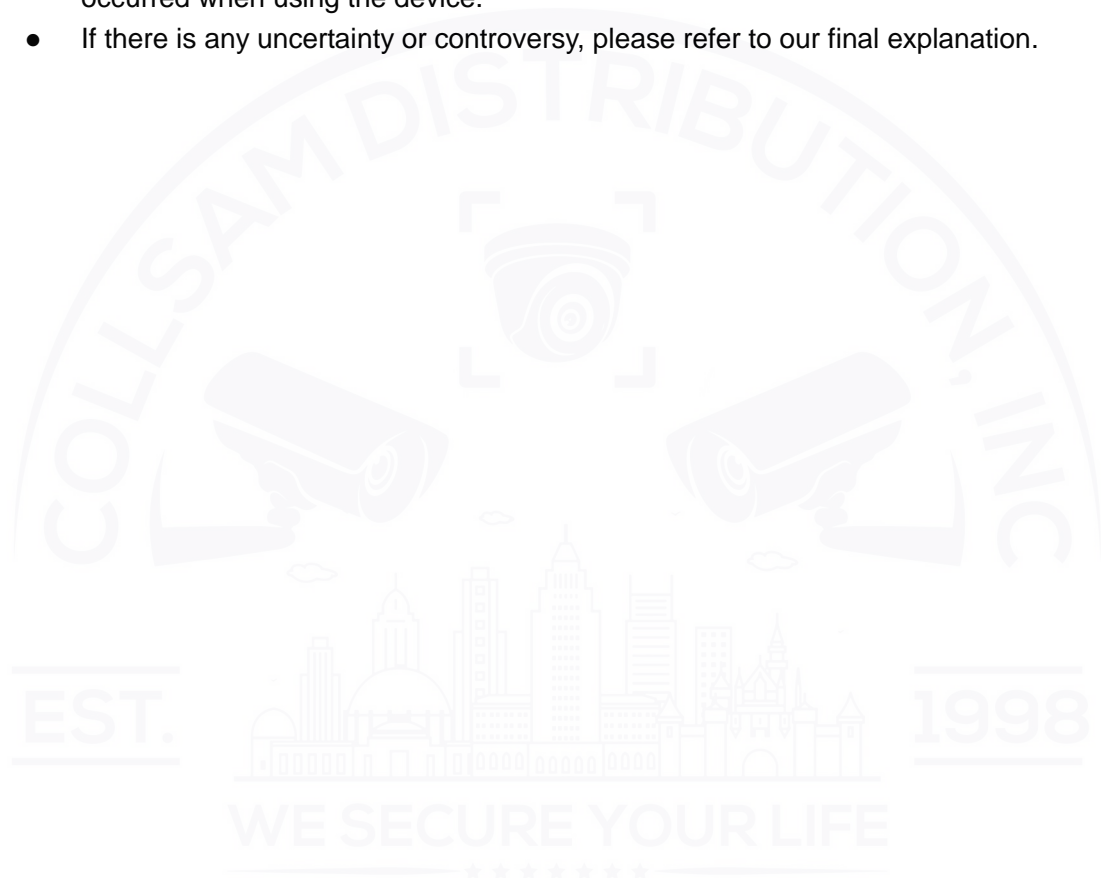 occurred when using the device.
● If there is any uncertainty or controversy, please refer to our final explanation.
COLLSAM DISTRIBUTION, INC
EST. 1998
WE SECURE YOUR LIFE